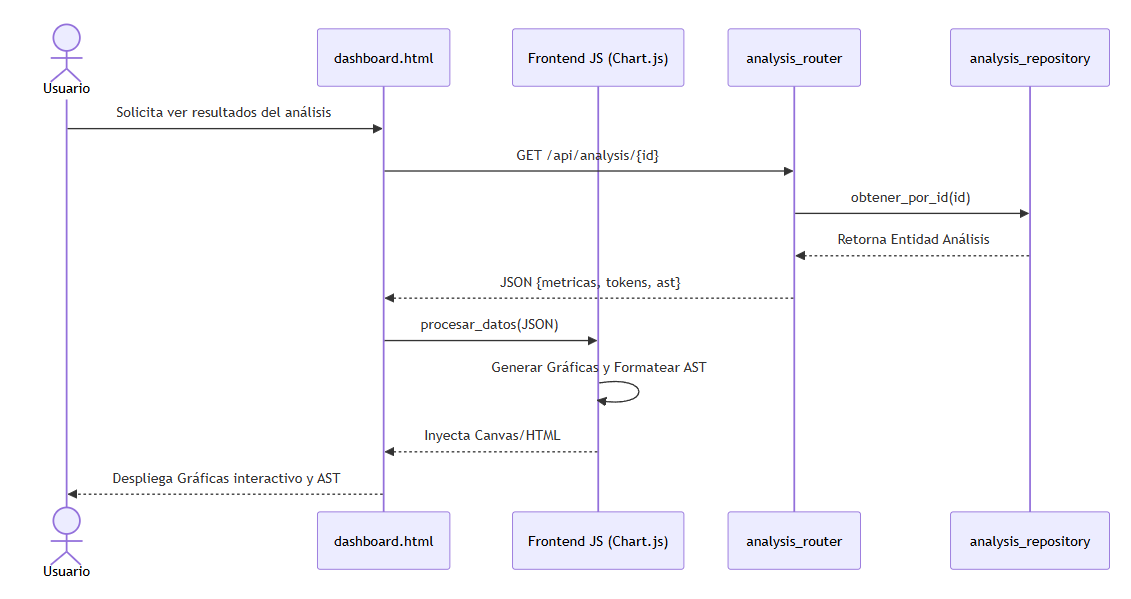 Usuario
dashboard.html
Frontend JS (Chart.js)
analysis_router
analysis_repository
Solicita ver resultados del análisis
GET /api/analysis/{id}
obtener_por_id(id)
Retorna Entidad Análisis
JSON {metricas, tokens, ast}
procesar_datos(JSON)
Generar Gráficas y Formatear AST
Inyecta Canvas/HTML
Despliega Gráficas interactivo y AST
Usuario
dashboard.html
Frontend JS (Chart.js)
analysis_router
analysis_repository